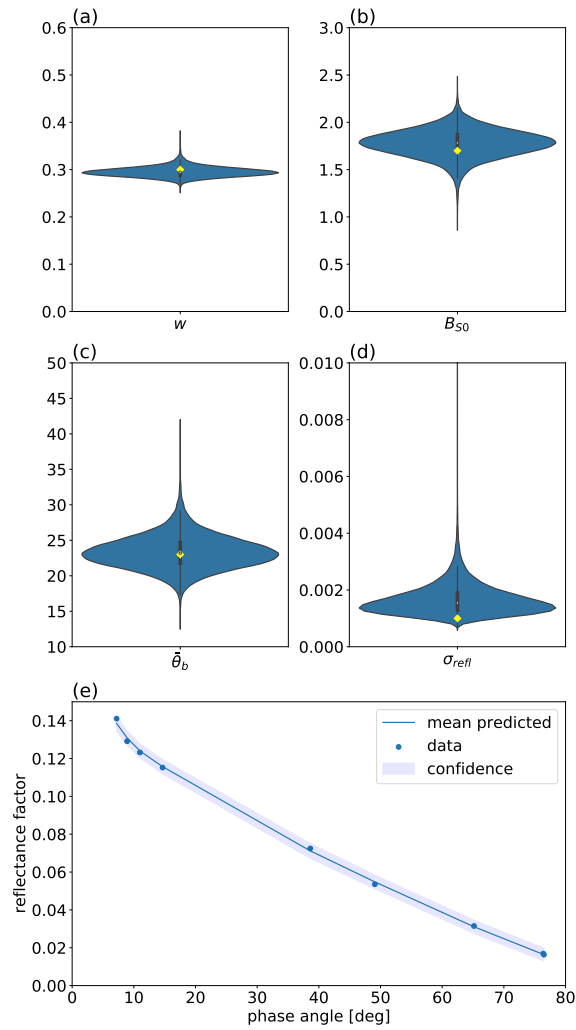 (a)
0.6
0.5
0.4
0.3
0.2
0.1
0.0
w
(b)
3.0
2.5
2.0
1.5
1.0
0.5
0.0
B_{S0}
(c)
50
45
40
35
30
25
20
15
10
θ̄_b
(d)
0.010
0.008
0.006
0.004
0.002
0.000
σ_{refl}
(e)
0.14
0.12
0.10
0.08
0.06
0.04
0.02
0.00
reflectance factor
mean predicted
data
confidence
0 10 20 30 40 50 60 70 80
phase angle [deg]